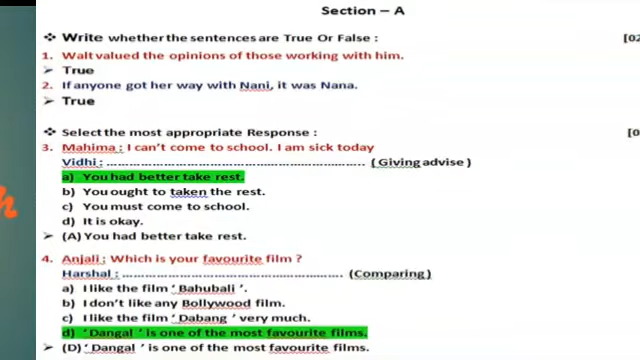 Section – A
❖ Write whether the sentences are True Or False : [02
1. Walt valued the opinions of those working with him.
➢ True
2. If anyone got her way with Nani, it was Nana.
➢ True
❖ Select the most appropriate Response : [0
3. Mahima : I can't come to school. I am sick today
Vidhi : ........................................................................ ( Giving advise )
a) You had better take rest.
b) You ought to taken the rest.
c) You must come to school.
d) It is okay.
➢ (A) You had better take rest.
4. Anjali : Which is your favourite film ?
Harshal : .............................................................. (Comparing)
a) I like the film ' Bahubali '.
b) I don't like any Bollywood film.
c) I like the film ' Dabang ' very much.
d) ' Dangal ' is one of the most favourite films.
➢ (D) ' Dangal ' is one of the most favourite films.